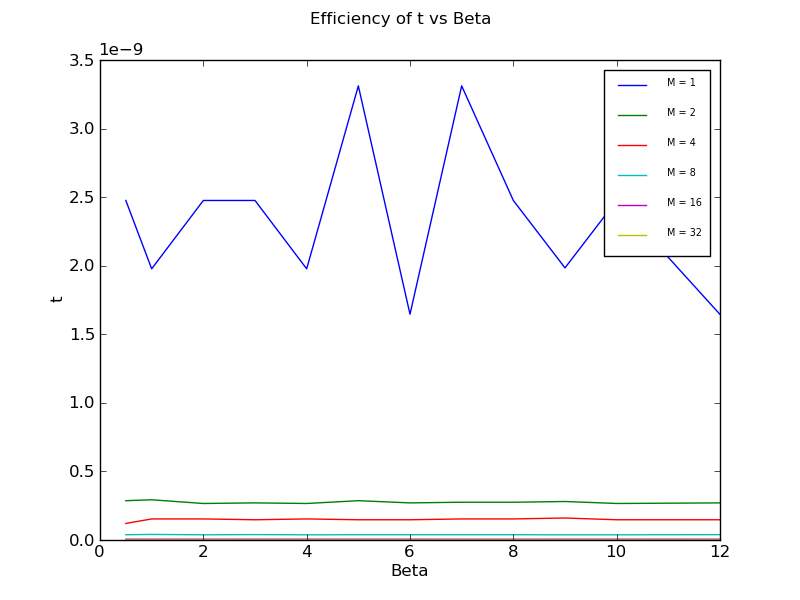 Efficiency of t vs Beta
1e−9
3.5
3.0
2.5
2.0
1.5
1.0
0.5
0.0
t
M = 1
M = 2
M = 4
M = 8
M = 16
M = 32
0 2 4 6 8 10 12
Beta